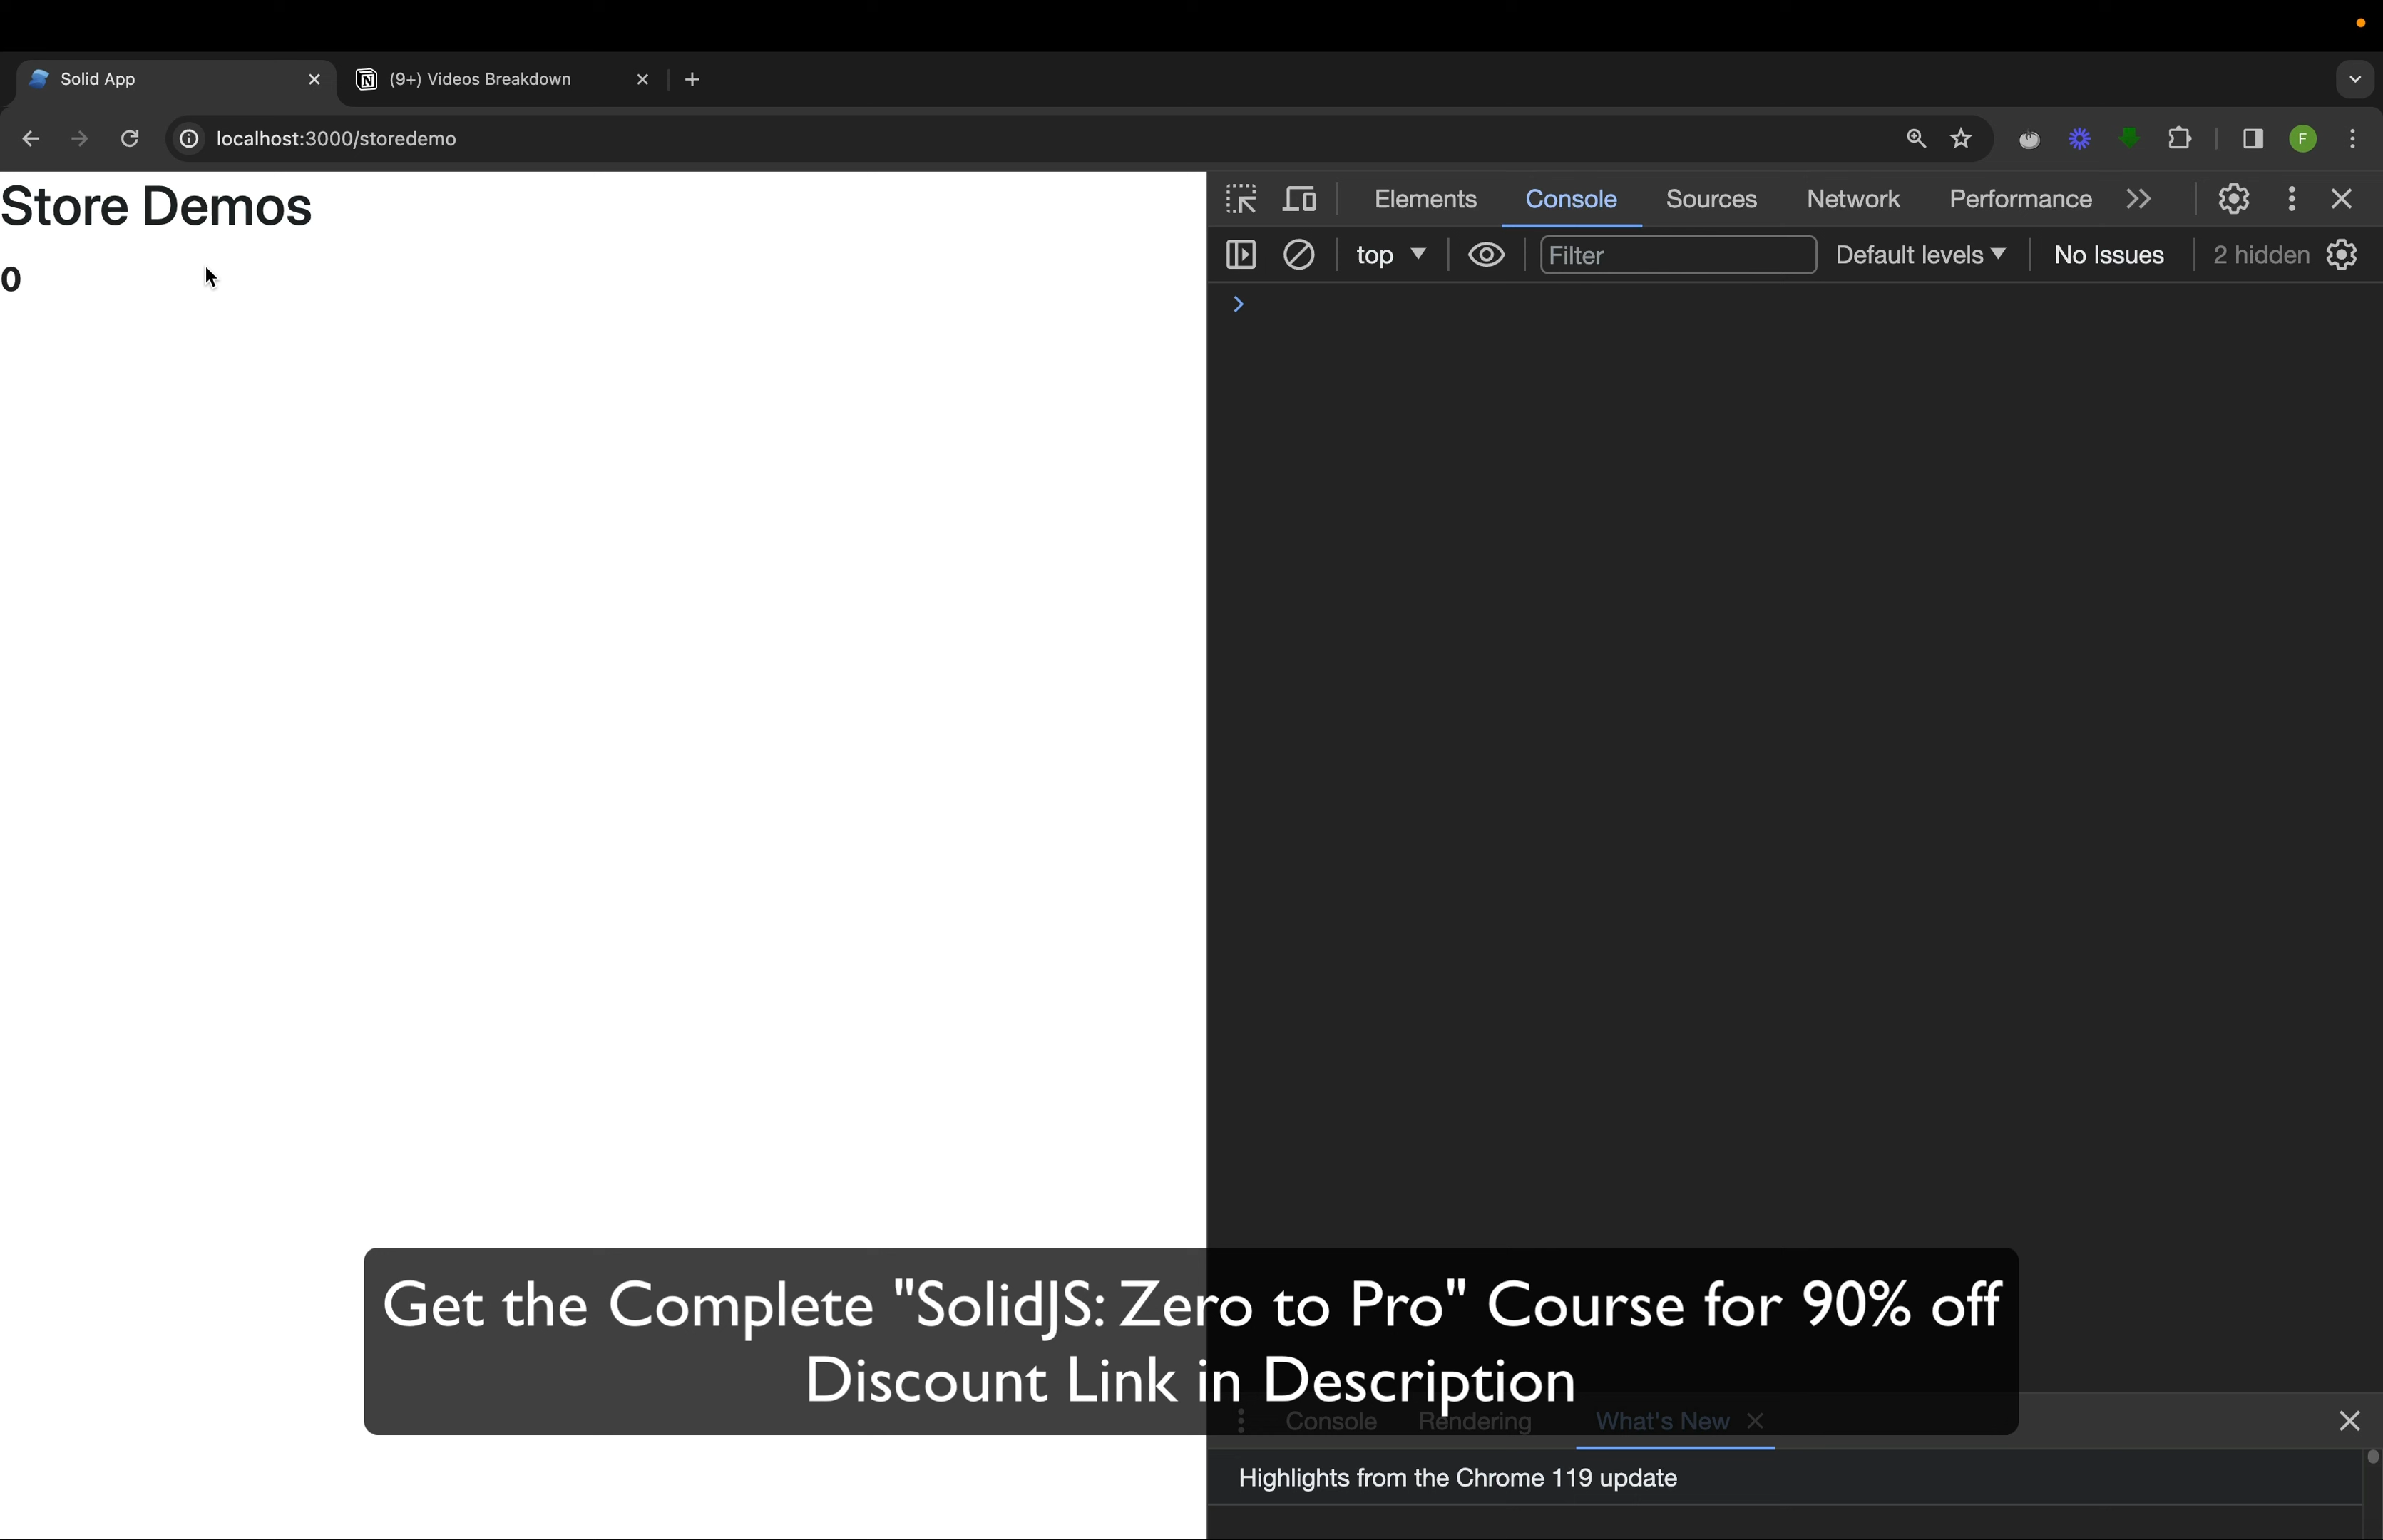 Solid App
(9+) Videos Breakdown
localhost:3000/storedemo
F
Store Demos
0
Elements
Console
Sources
Network
Performance
top
Filter
Default levels
No Issues
2 hidden
Get the Complete "SolidJS: Zero to Pro" Course for 90% off
Discount Link in Description
Console
Rendering
What's New
Highlights from the Chrome 119 update